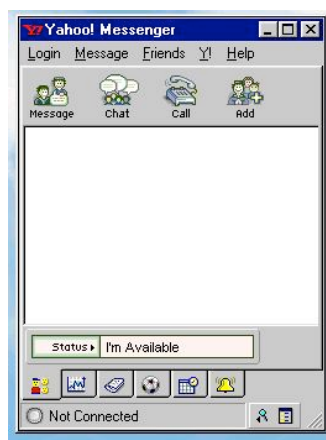 Yahoo! Messenger
Login Message Friends Y! Help
Message Chat Call Add
Status I'm Available
Not Connected